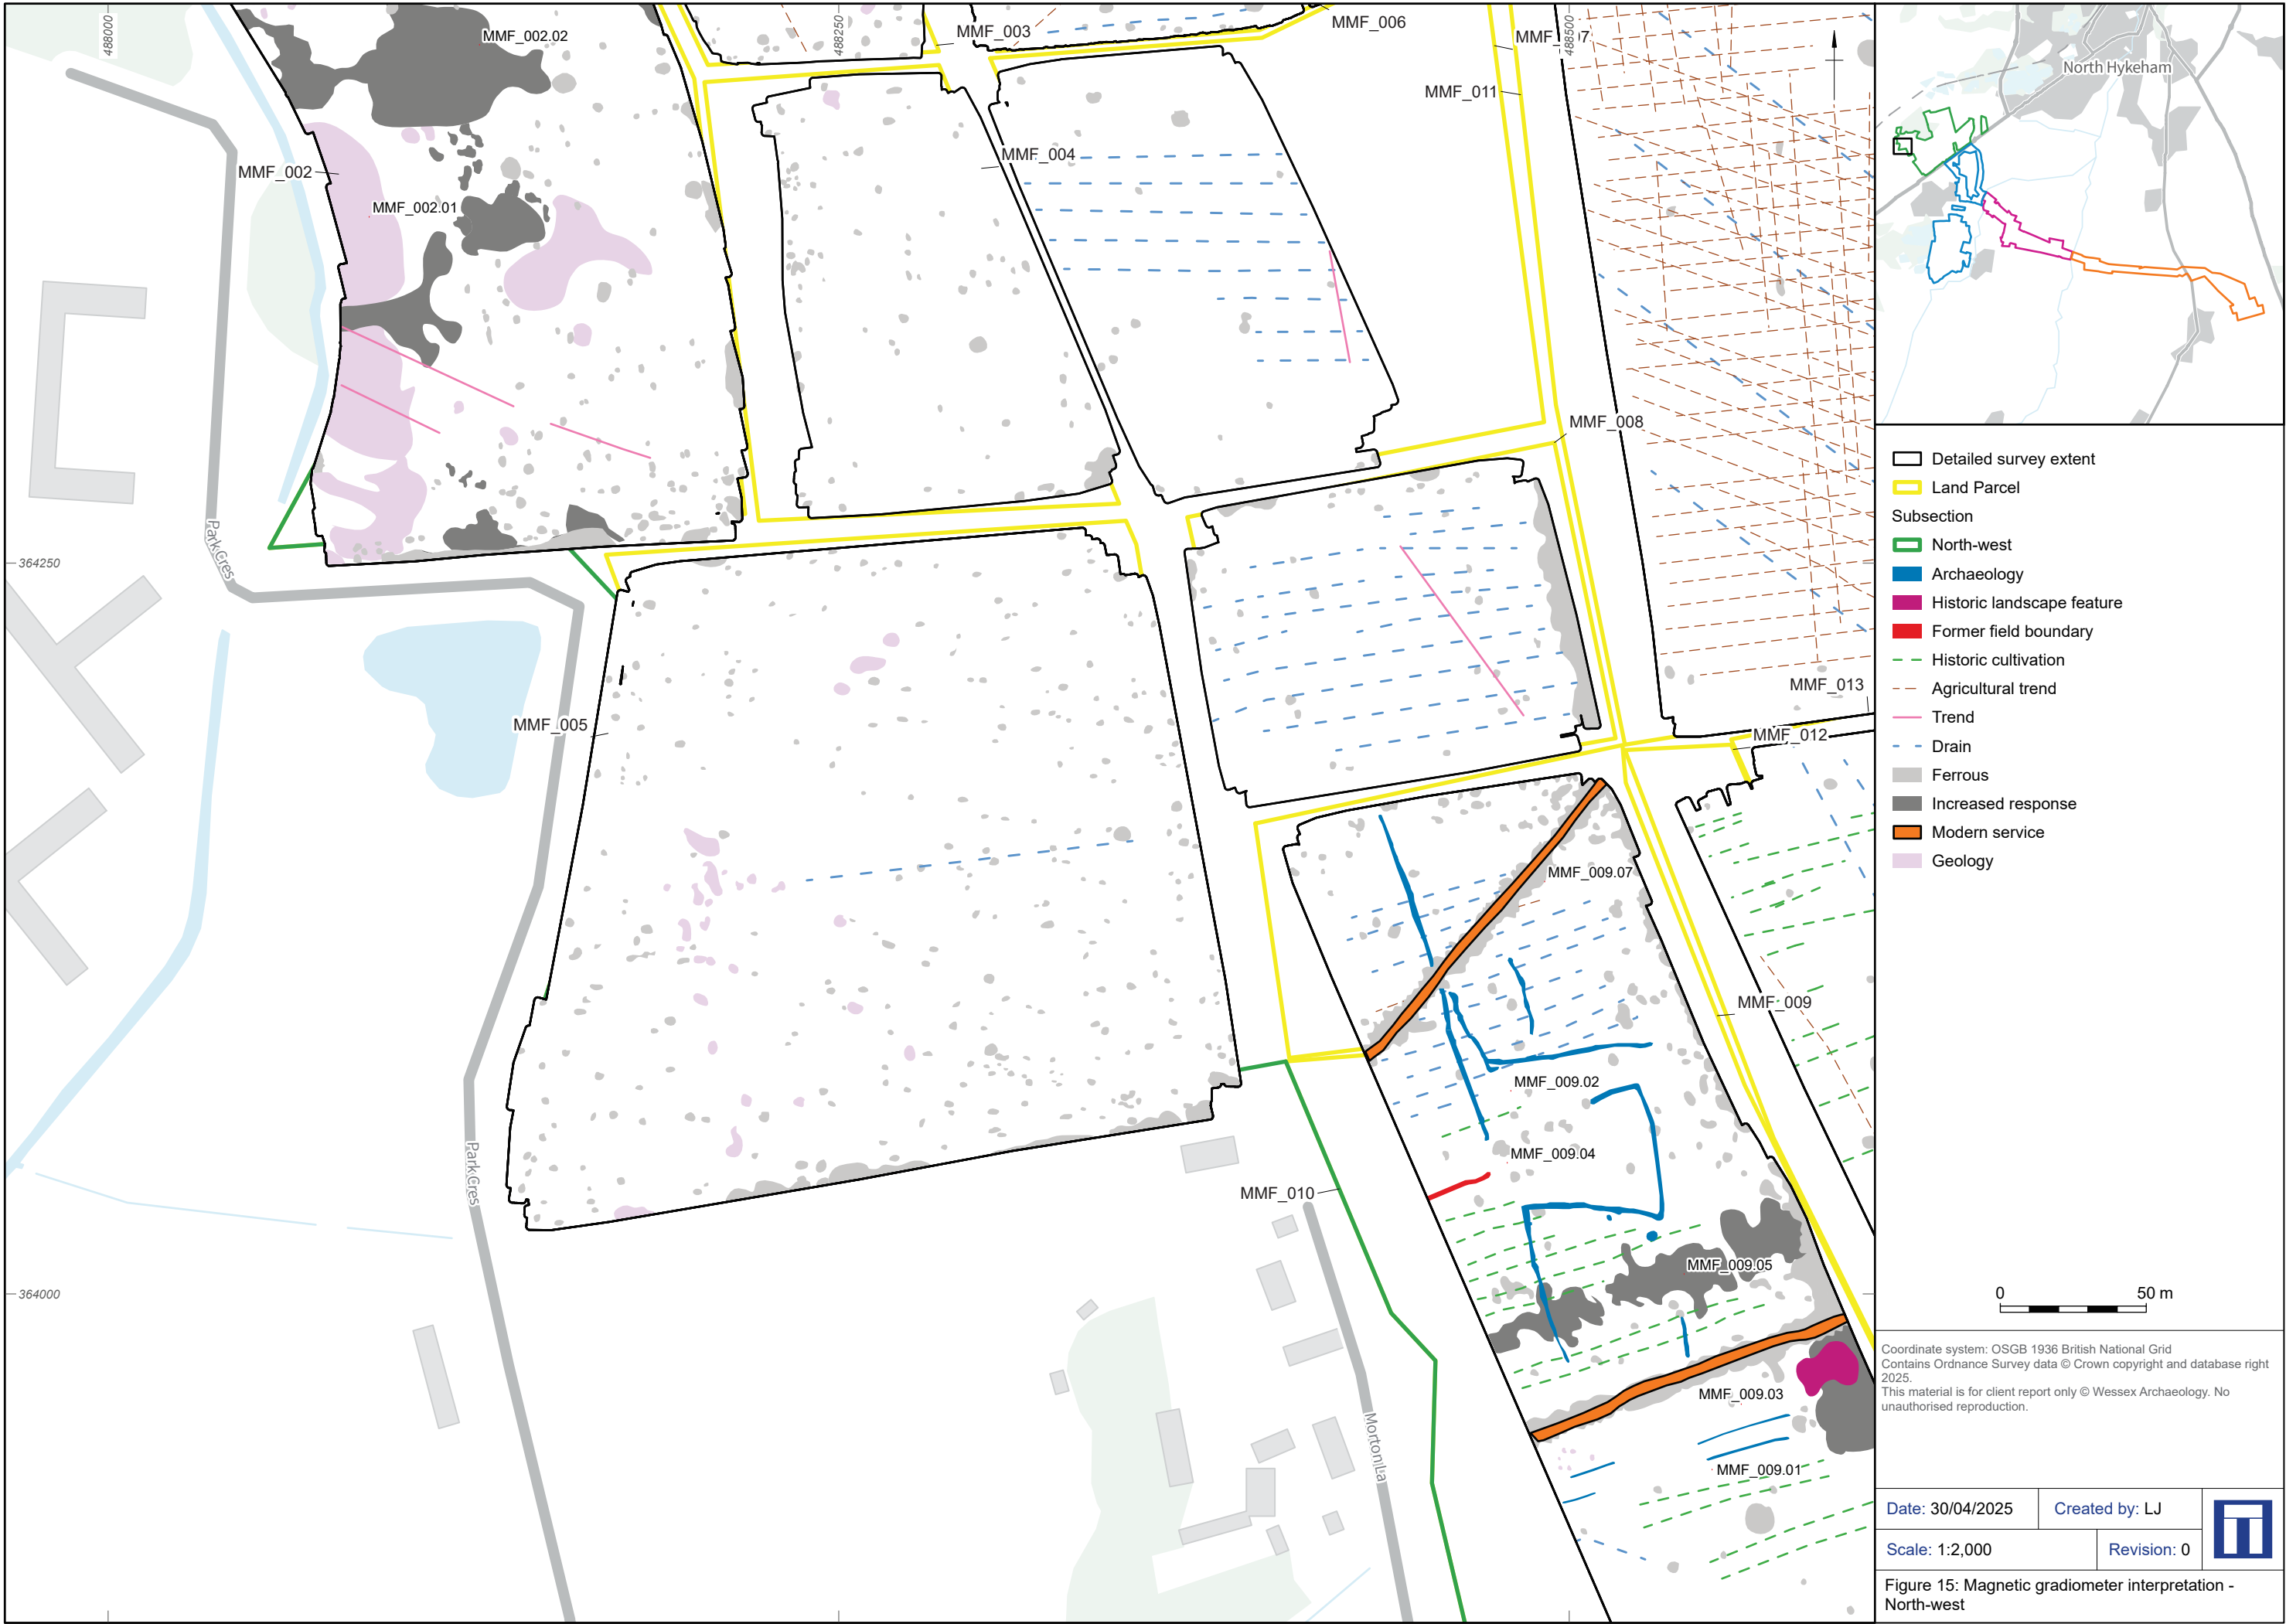 488000
488250
488500
MMF_002.02
MMF_003
MMF_006
MMF_
7
MMF_011
MMF_004
MMF_002
MMF_002.01
MMF_008
Park Cres
364250
MMF_005
MMF_013
MMF_012
MMF_009.07
MMF_009
MMF_009.02
MMF_009.04
Park Cres
MMF_010
MMF_009.05
364000
MMF_009.03
Morton La
MMF_009.01
North Hykeham
Detailed survey extent
Land Parcel
Subsection
North-west
Archaeology
Historic landscape feature
Former field boundary
Historic cultivation
Agricultural trend
Trend
Drain
Ferrous
Increased response
Modern service
Geology
0 50 m
Coordinate system: OSGB 1936 British National Grid
Contains Ordnance Survey data © Crown copyright and database right
2025.
This material is for client report only © Wessex Archaeology. No
unauthorised reproduction.
Date: 30/04/2025 Created by: LJ
Scale: 1:2,000 Revision: 0
Figure 15: Magnetic gradiometer interpretation -
North-west